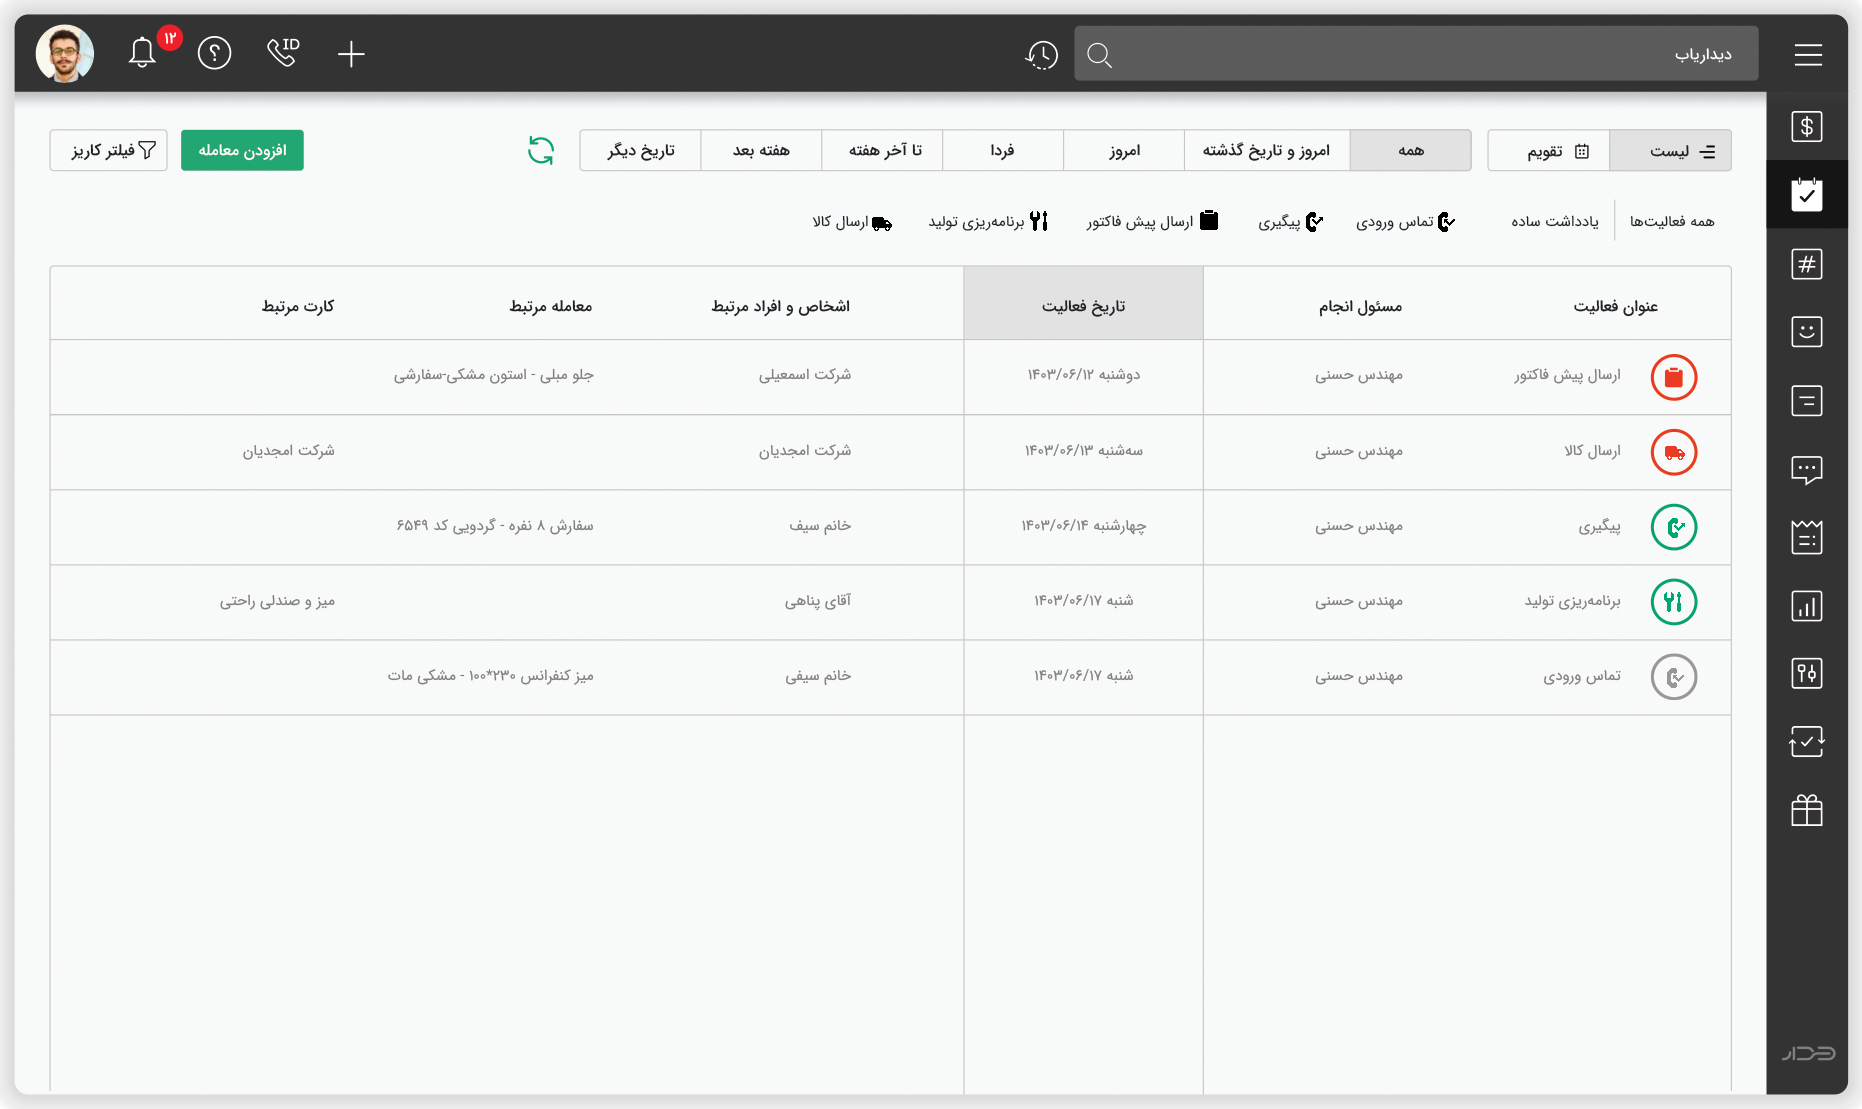 دیداریاب
ID
۱۲
لیست
تقویم
همه
امروز و تاریخ گذشته
امروز
فردا
تا آخر هفته
هفته بعد
تاریخ دیگر
افزودن معامله
فیلتر کاریز
همه فعالیت‌ها
یادداشت ساده
تماس ورودی
پیگیری
ارسال پیش فاکتور
برنامه‌ریزی تولید
ارسال کالا
عنوان فعالیت
مسئول انجام
تاریخ فعالیت
اشخاص و افراد مرتبط
معامله مرتبط
کارت مرتبط
ارسال پیش فاکتور
مهندس حسنی
دوشنبه ۱۴۰۳/۰۶/۱۲
شرکت اسمعیلی
جلو مبلی - استون مشکی-سفارشی
ارسال کالا
مهندس حسنی
سه‌شنبه ۱۴۰۳/۰۶/۱۳
شرکت امجدیان
شرکت امجدیان
پیگیری
مهندس حسنی
چهارشنبه ۱۴۰۳/۰۶/۱۴
خانم سیف
سفارش ۸ نفره - گردویی کد ۶۵۴۹
برنامه‌ریزی تولید
مهندس حسنی
شنبه ۱۴۰۳/۰۶/۱۷
آقای پناهی
میز و صندلی راحتی
تماس ورودی
مهندس حسنی
شنبه ۱۴۰۳/۰۶/۱۷
خانم سیفی
میز کنفرانس ۲۳۰*۱۰۰ - مشکی مات